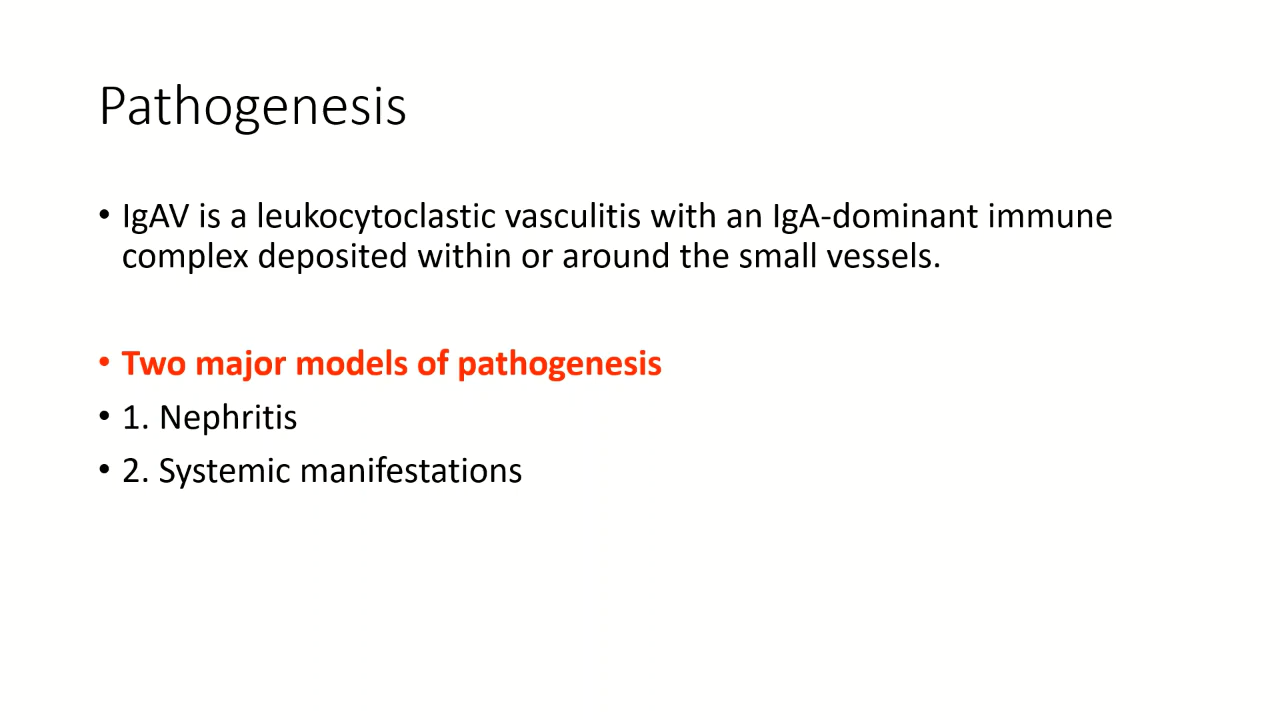 Pathogenesis
• IgAV is a leukocytoclastic vasculitis with an IgA-dominant immune
complex deposited within or around the small vessels.
• Two major models of pathogenesis
• 1. Nephritis
• 2. Systemic manifestations